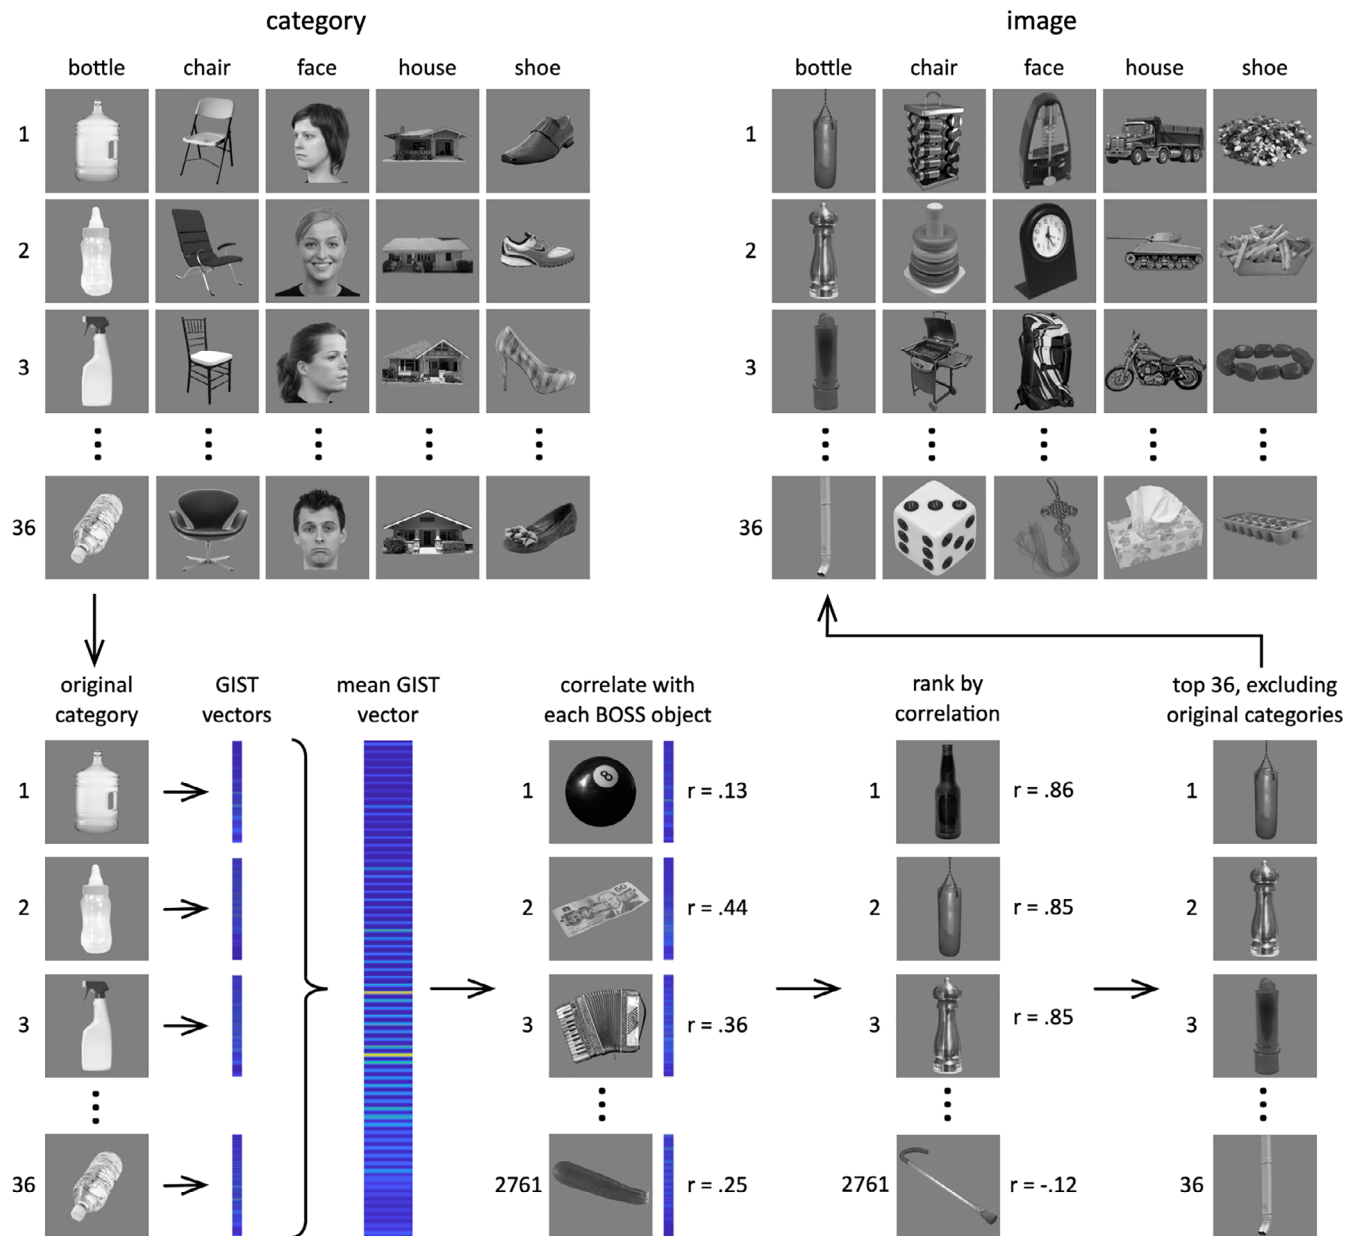 category
image
bottle chair face house shoe
bottle chair face house shoe
1
1
2
2
3
3
36
36
original
category
GIST
vectors
mean GIST
vector
correlate with
each BOSS object
rank by
correlation
top 36, excluding
original categories
1
8
1
r = .13
1
r = .86
1
2
50
2
r = .44
2
r = .85
2
3
3
r = .36
3
r = .85
3
36
2761
r = .25
2761
r = -.12
36